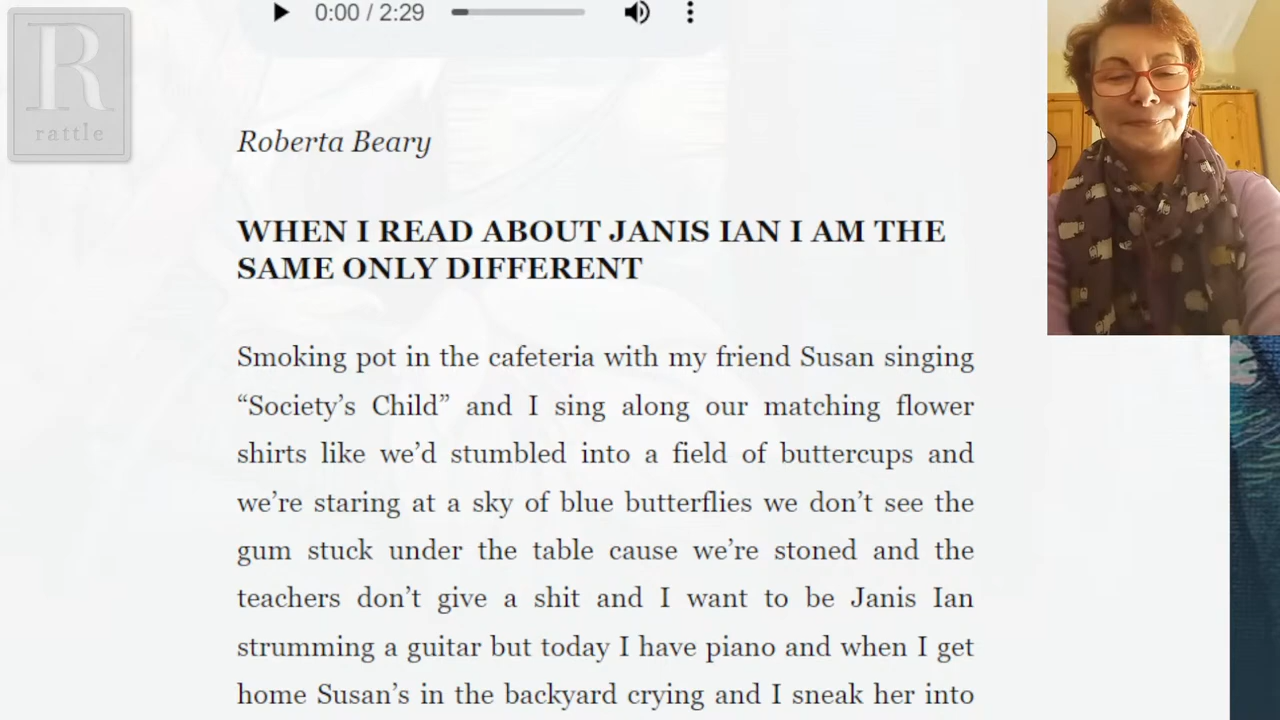 0:00 / 2:29
R
rattle
Roberta Beary
WHEN I READ ABOUT JANIS IAN I AM THE
SAME ONLY DIFFERENT
Smoking pot in the cafeteria with my friend Susan singing
“Society’s Child” and I sing along our matching flower
shirts like we’d stumbled into a field of buttercups and
we’re staring at a sky of blue butterflies we don’t see the
gum stuck under the table cause we’re stoned and the
teachers don’t give a shit and I want to be Janis Ian
strumming a guitar but today I have piano and when I get
home Susan’s in the backyard crying and I sneak her into